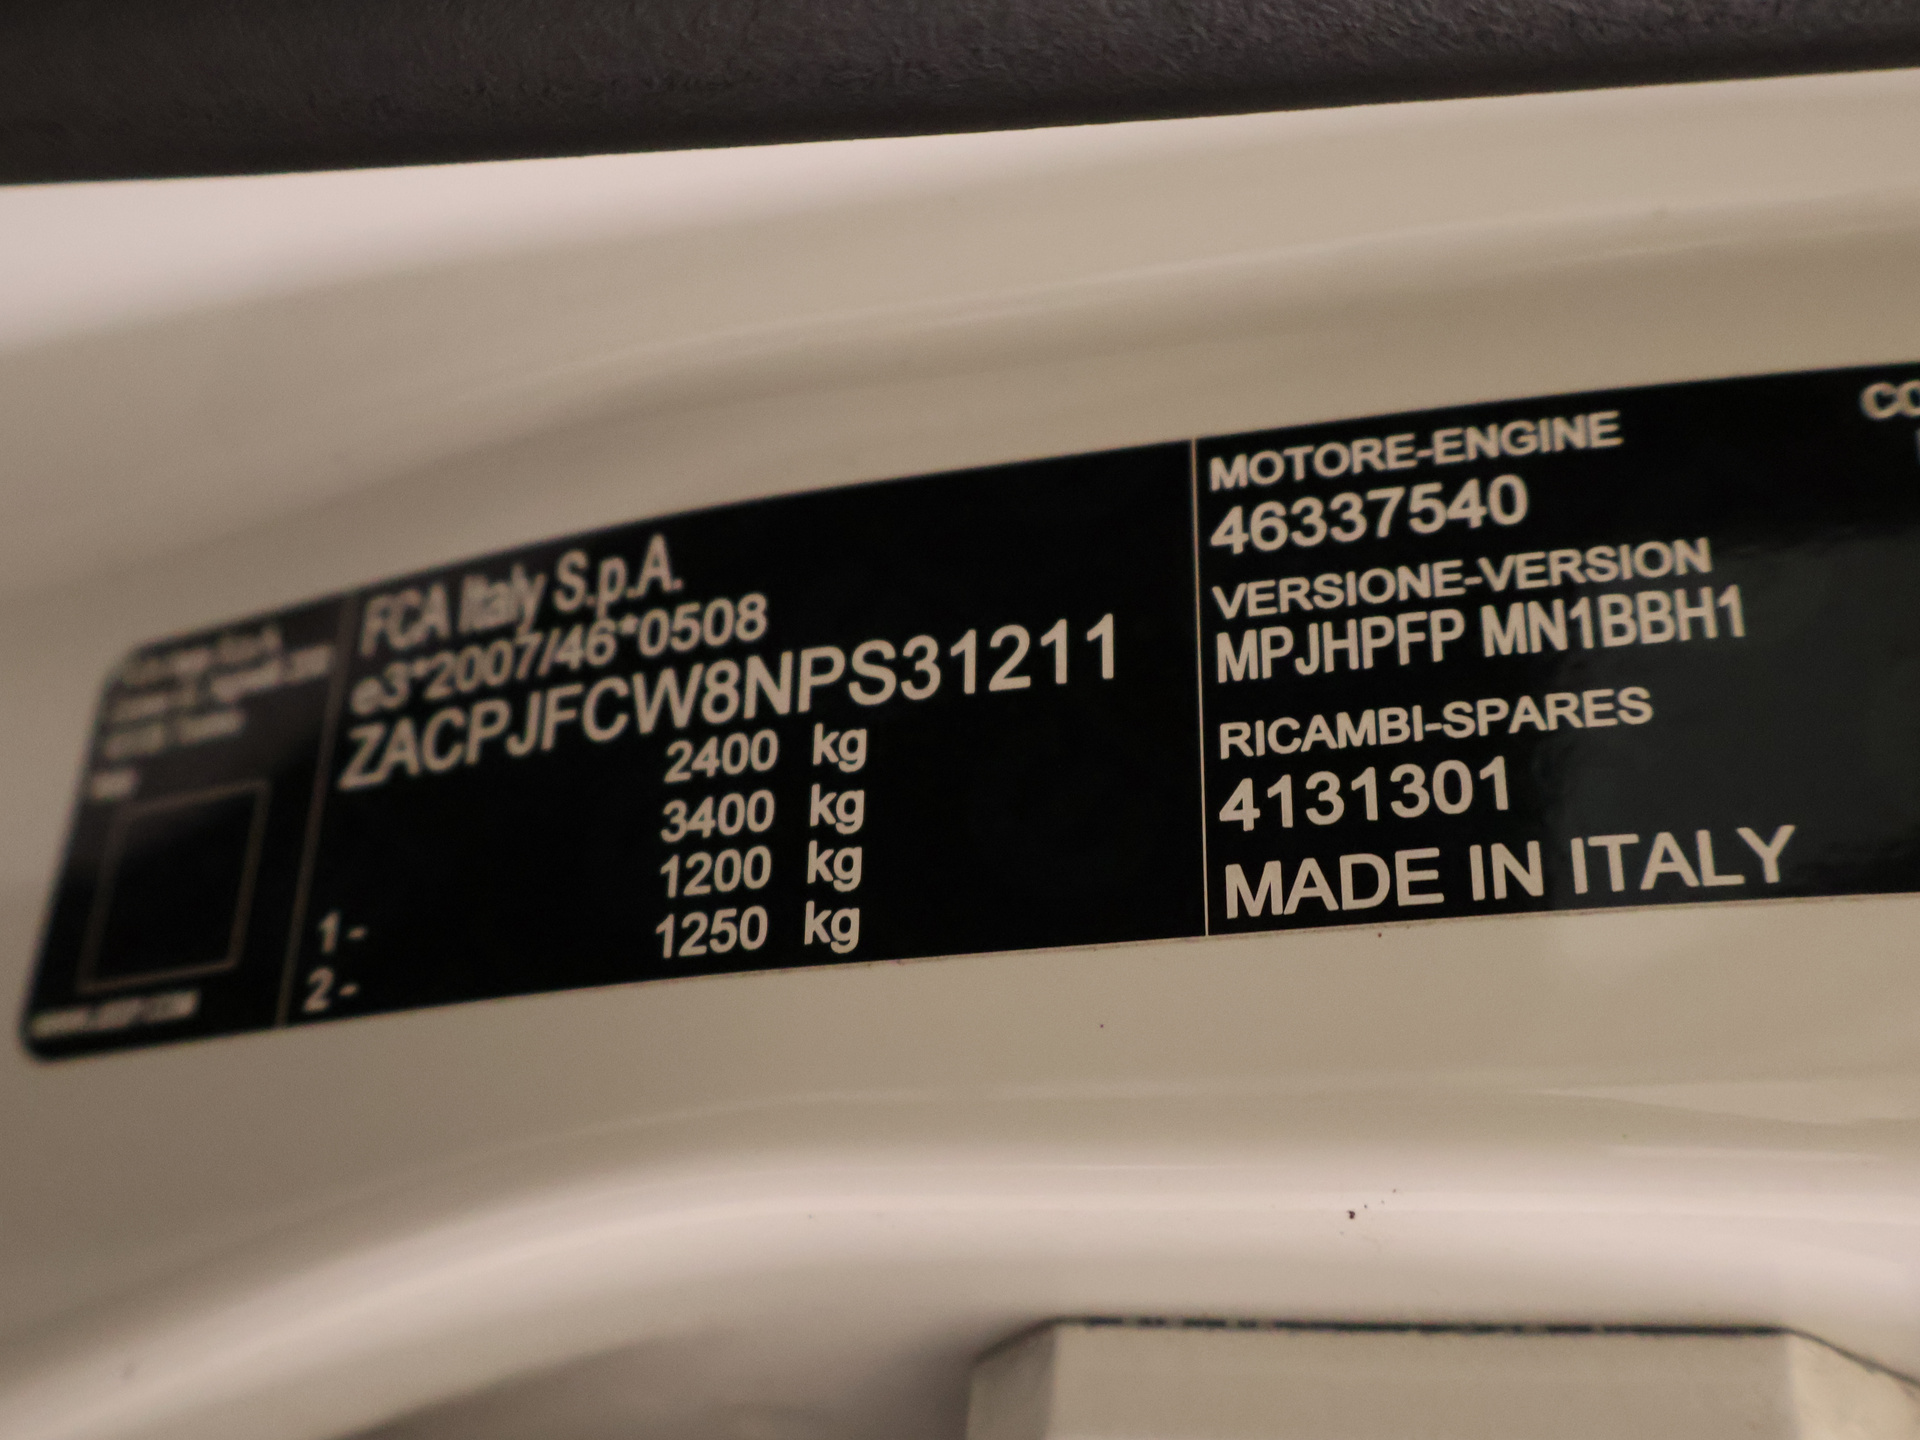 FCA Italy S.p.A.
e3*2007/46*0508
ZACPJFCW8NPS31211
2400 kg
3400 kg
1- 1200 kg
2- 1250 kg
MOTORE-ENGINE
46337540
VERSIONE-VERSION
MPJHPFP MN1BBH1
RICAMBI-SPARES
4131301
MADE IN ITALY
CO